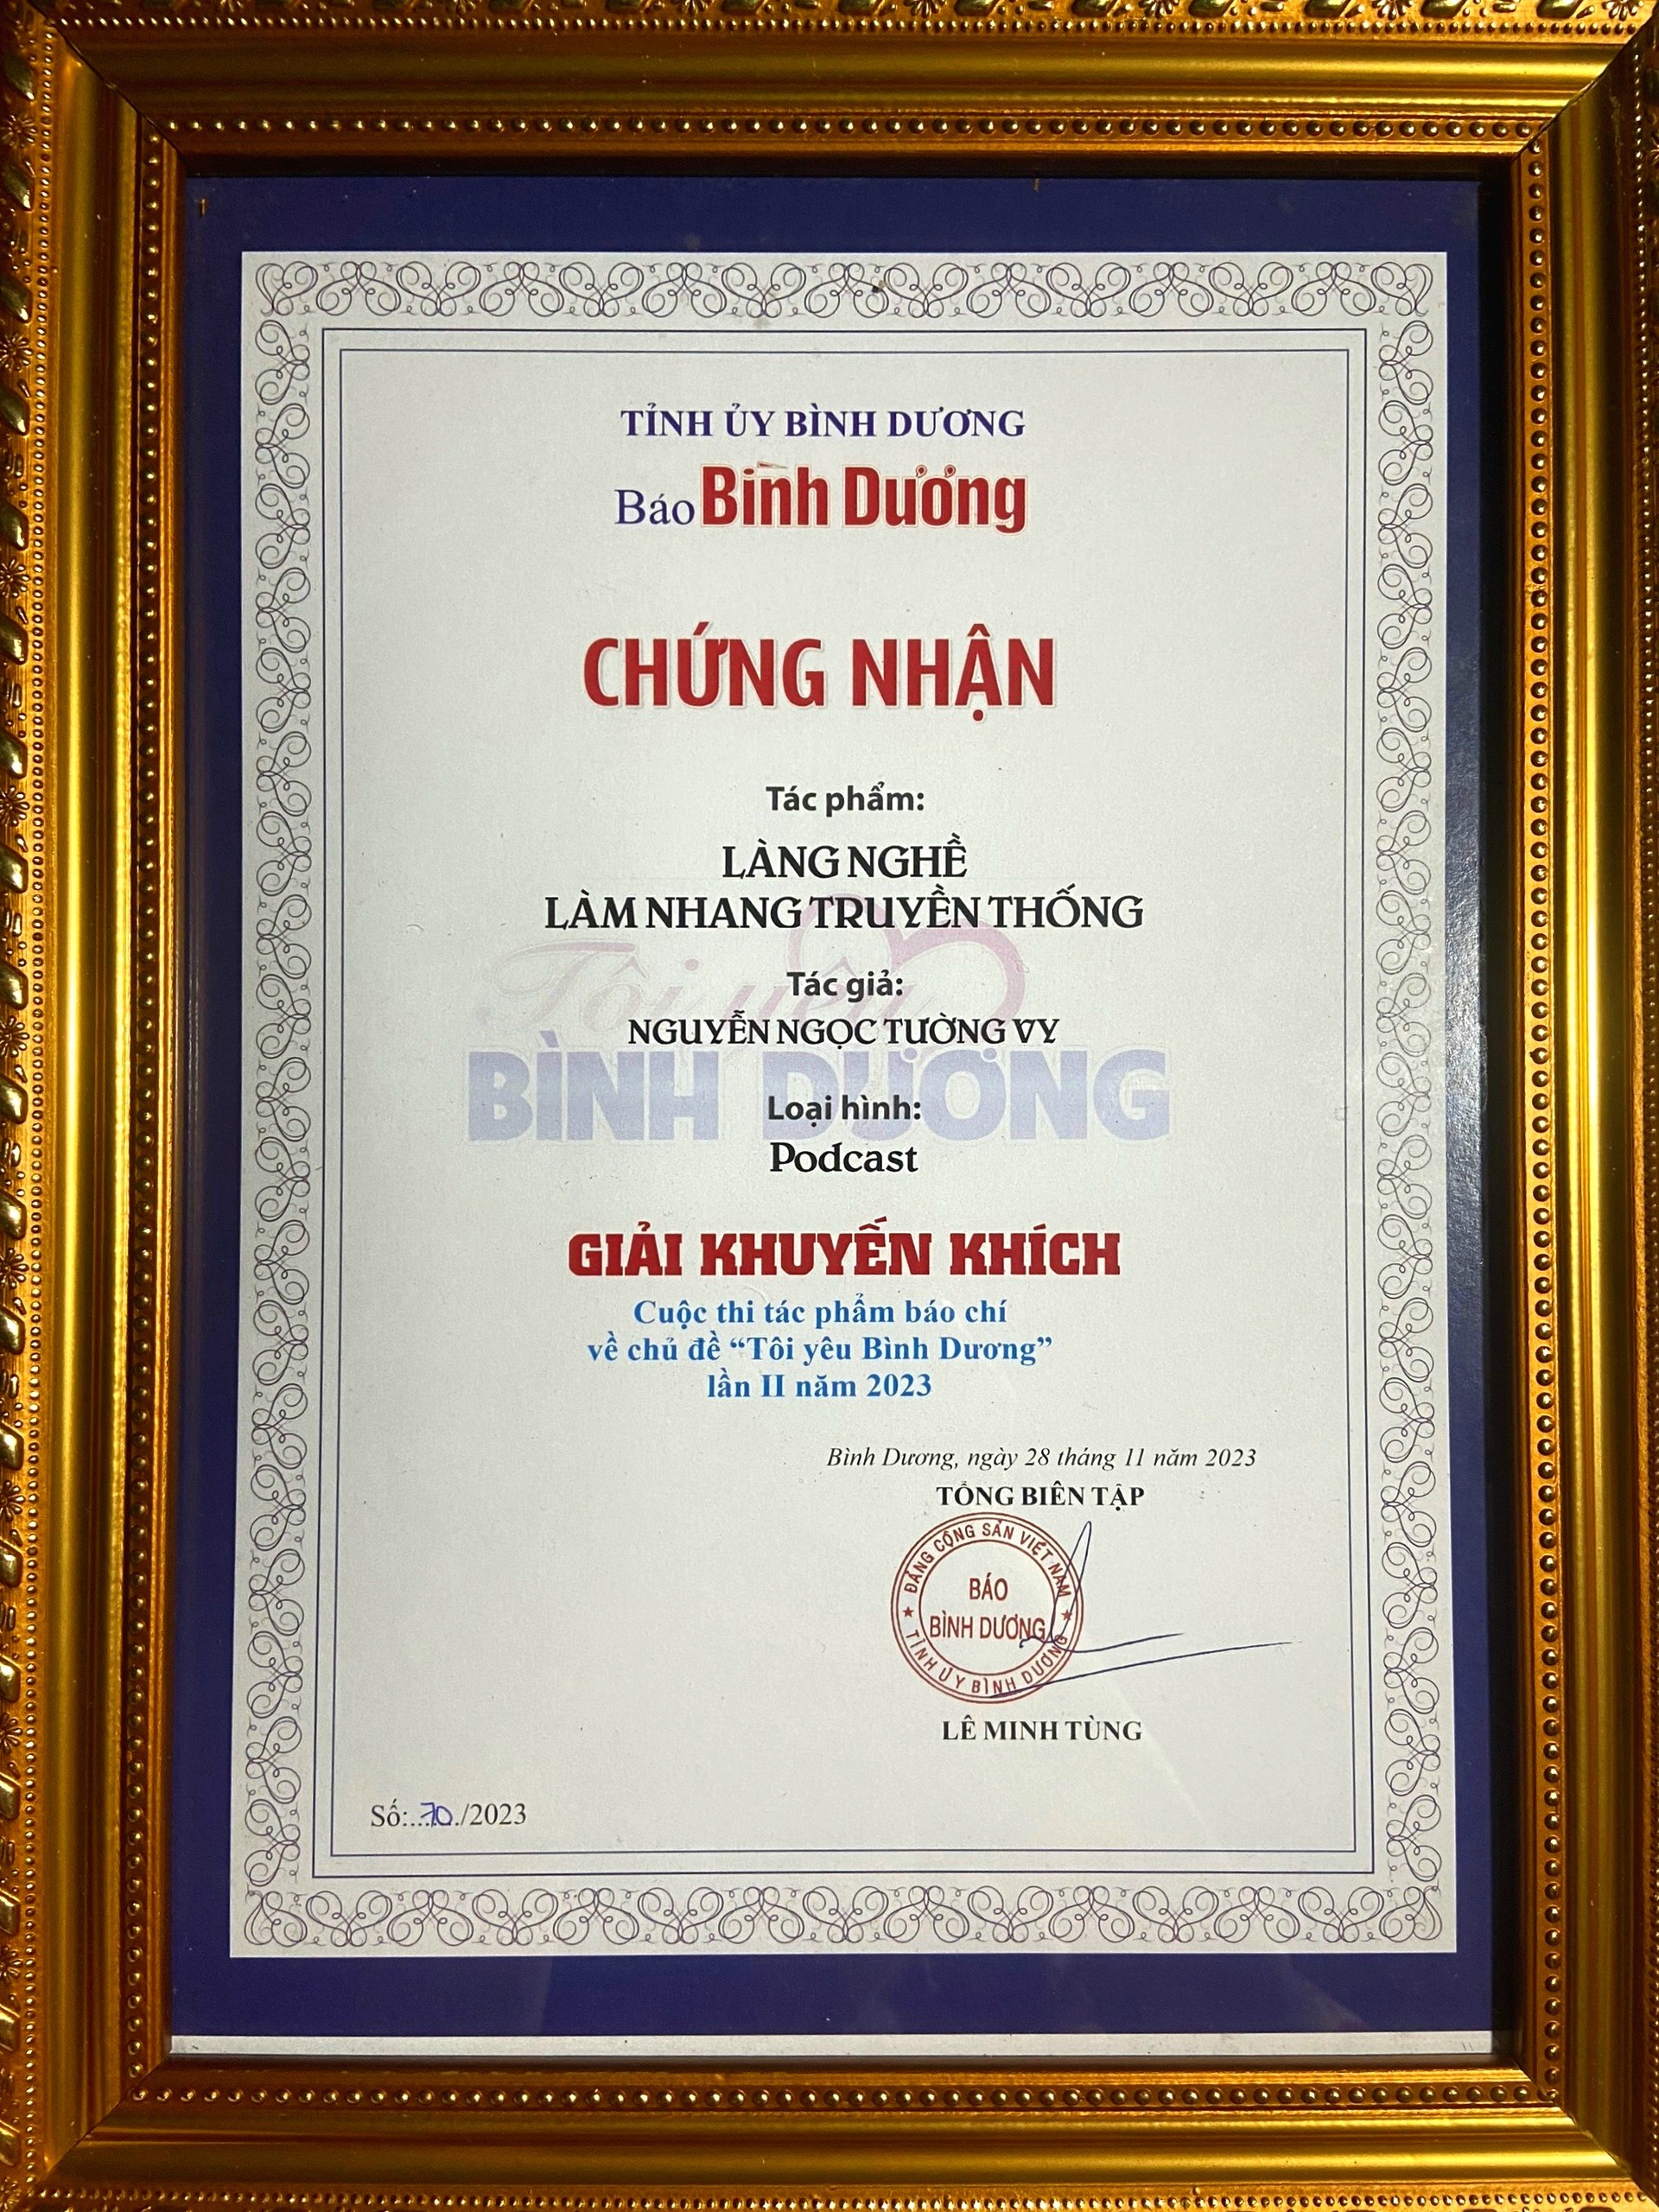 TỈNH ỦY BÌNH DƯƠNG
Báo Bình Dương
CHỨNG NHẬN
Tác phẩm:
LÀNG NGHỀ
LÀM NHANG TRUYỀN THỐNG
Tôi yêu
Tác giả:
NGUYỄN NGỌC TƯỜNG VY
BÌNH DƯƠNG
Loại hình:
Podcast
GIẢI KHUYẾN KHÍCH
Cuộc thi tác phẩm báo chí
về chủ đề “Tôi yêu Bình Dương”
lần II năm 2023
Bình Dương, ngày 28 tháng 11 năm 2023
TỔNG BIÊN TẬP
ĐẢNG CỘNG SẢN VIỆT NAM
BÁO
BÌNH DƯƠNG
TỈNH ỦY BÌNH DƯƠNG
LÊ MINH TÙNG
Số:...70./2023